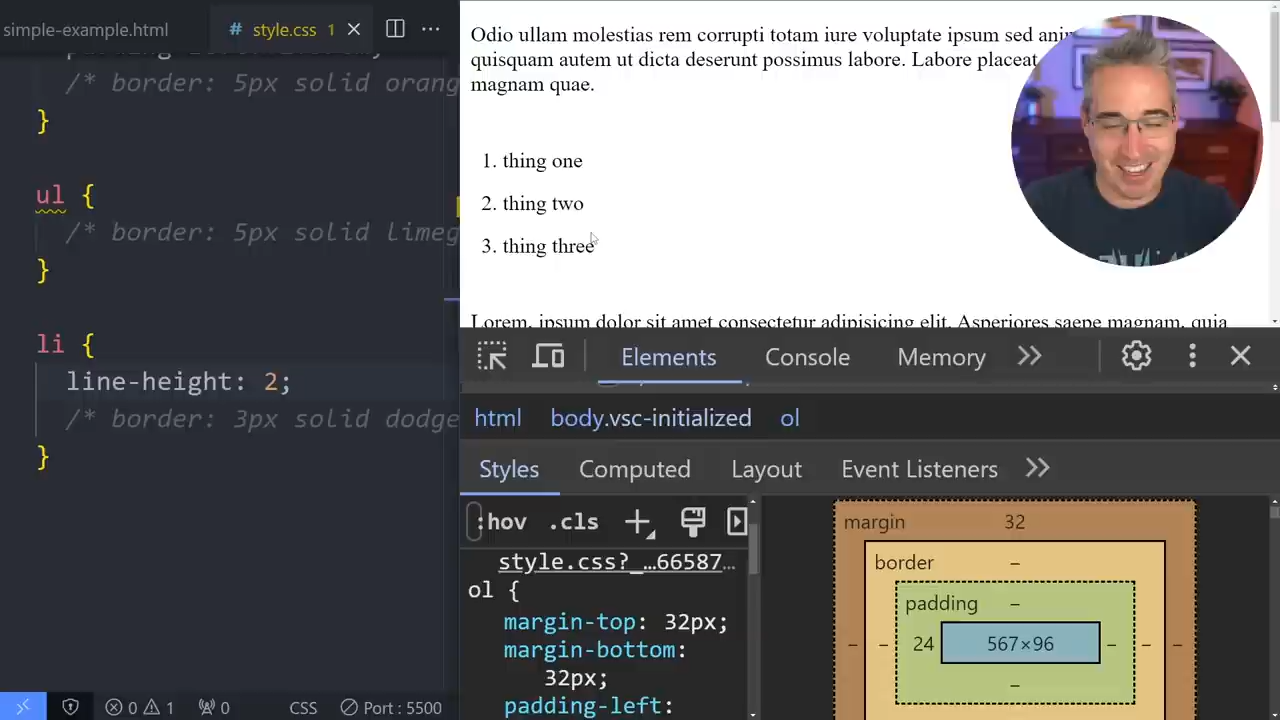 simple-example.html
# style.css 1
/* border: 5px solid orang
}
ul {
/* border: 5px solid limeg
}
li {
line-height: 2;
/* border: 3px solid dodge
}
0 1 0 CSS Port : 5500
Odio ullam molestias rem corrupti totam iure voluptate ipsum sed
quisquam autem ut dicta deserunt possimus labore. Labore placeat
magnam quae.
1. thing one
2. thing two
3. thing three
Lorem, ipsum dolor sit amet consectetur adipisicing elit. Asperiores saepe magnam, quia
Elements Console Memory
html body.vsc-initialized ol
Styles Computed Layout Event Listeners
:hov .cls
style.css?_…66587…
ol {
margin-top: 32px;
margin-bottom:
32px;
padding-left:
margin 32
border –
padding –
– – 24 567×96 – – –
–